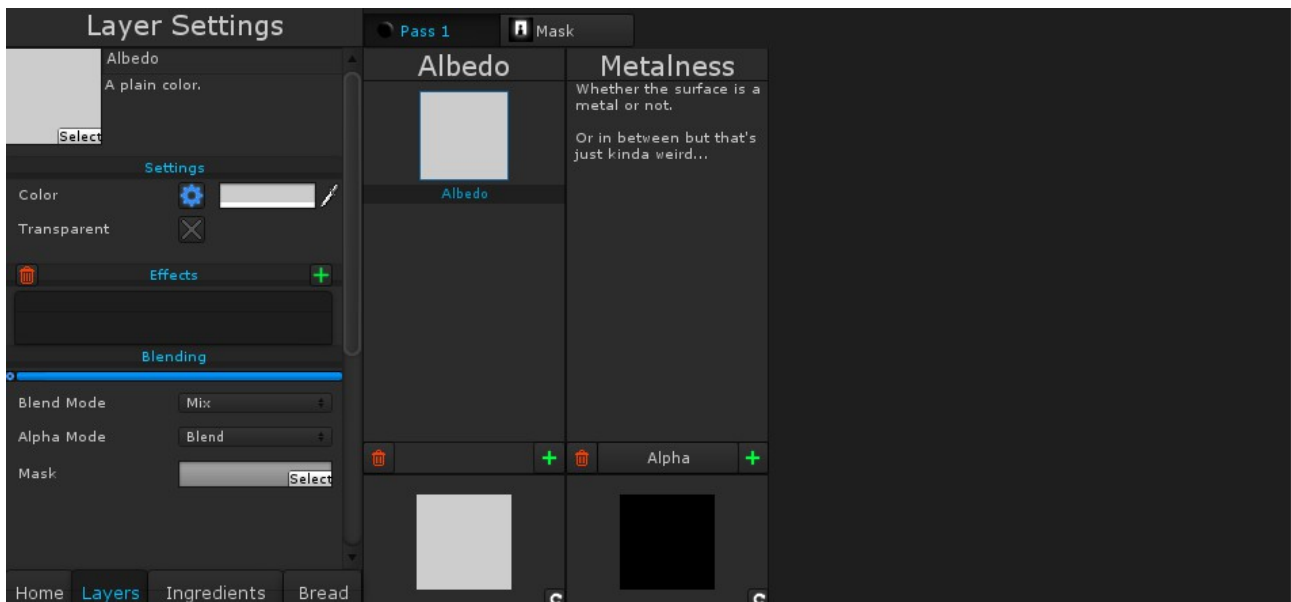 Layer Settings
Albedo
A plain color.
Select
Settings
Color
Transparent
Effects
Blending
Blend Mode Mix
Alpha Mode Blend
Mask Select
Home Layers Ingredients Bread
Pass 1 Mask
Albedo
Albedo
Metalness
Whether the surface is a
metal or not.
Or in between but that's
just kinda weird...
Alpha